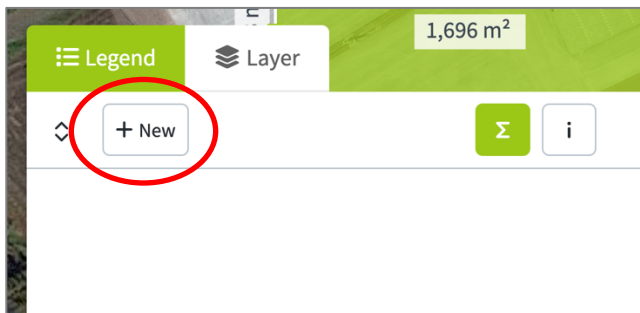 1,696 m²
Legend
Layer
+ New
Σ
i